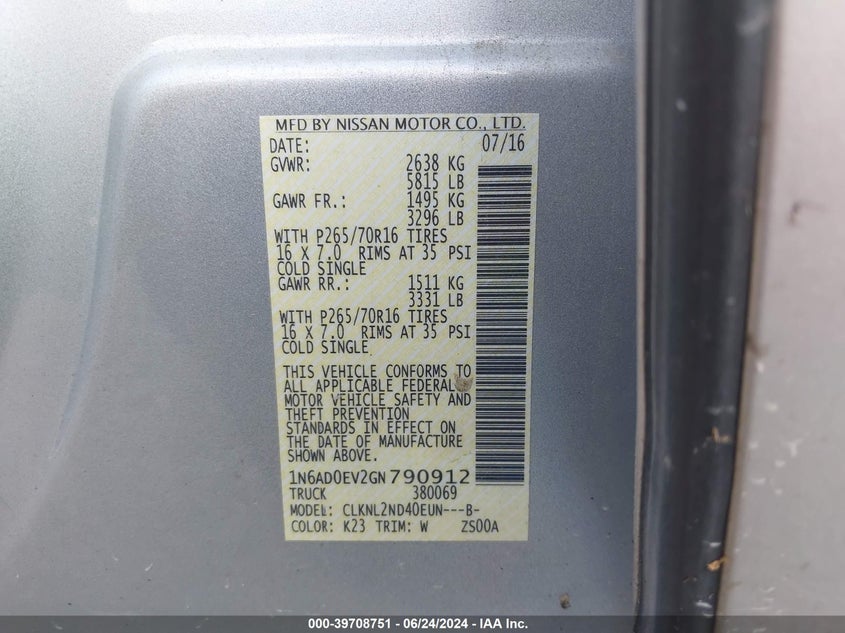 MFD BY NISSAN MOTOR CO., LTD.
DATE: 07/16
GVWR: 2638 KG
5815 LB
GAWR FR.: 1495 KG
3296 LB
WITH P265/70R16 TIRES
16 X 7.0 RIMS AT 35 PSI
COLD SINGLE
GAWR RR.: 1511 KG
3331 LB
WITH P265/70R16 TIRES
16 X 7.0 RIMS AT 35 PSI
COLD SINGLE
THIS VEHICLE CONFORMS TO
ALL APPLICABLE FEDERAL
MOTOR VEHICLE SAFETY AND
THEFT PREVENTION
STANDARDS IN EFFECT ON
THE DATE OF MANUFACTURE
SHOWN ABOVE.
1N6AD0EV2GN790912
TRUCK 380069
MODEL: CLKNL2ND40EUN---B-
COLOR: K23 TRIM: W ZS00A
000-39708751 / 06/24/2024 - IAA Inc.